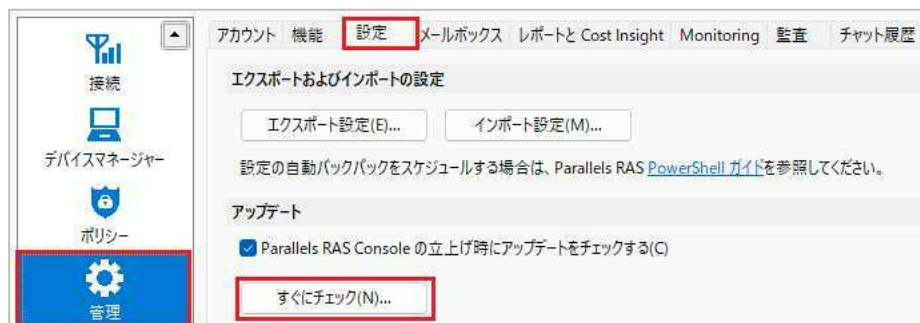 接続
デバイスマネージャー
ポリシー
管理
アカウント 機能 設定 メールボックス レポートと Cost Insight Monitoring 監査 チャット履歴
エクスポートおよびインポートの設定
エクスポート設定(E)... インポート設定(M)...
設定の自動バックパックをスケジュールする場合は、Parallels RAS PowerShell ガイドを参照してください。
アップデート
Parallels RAS Console の立上げ時にアップデートをチェックする(C)
すぐにチェック(N)...